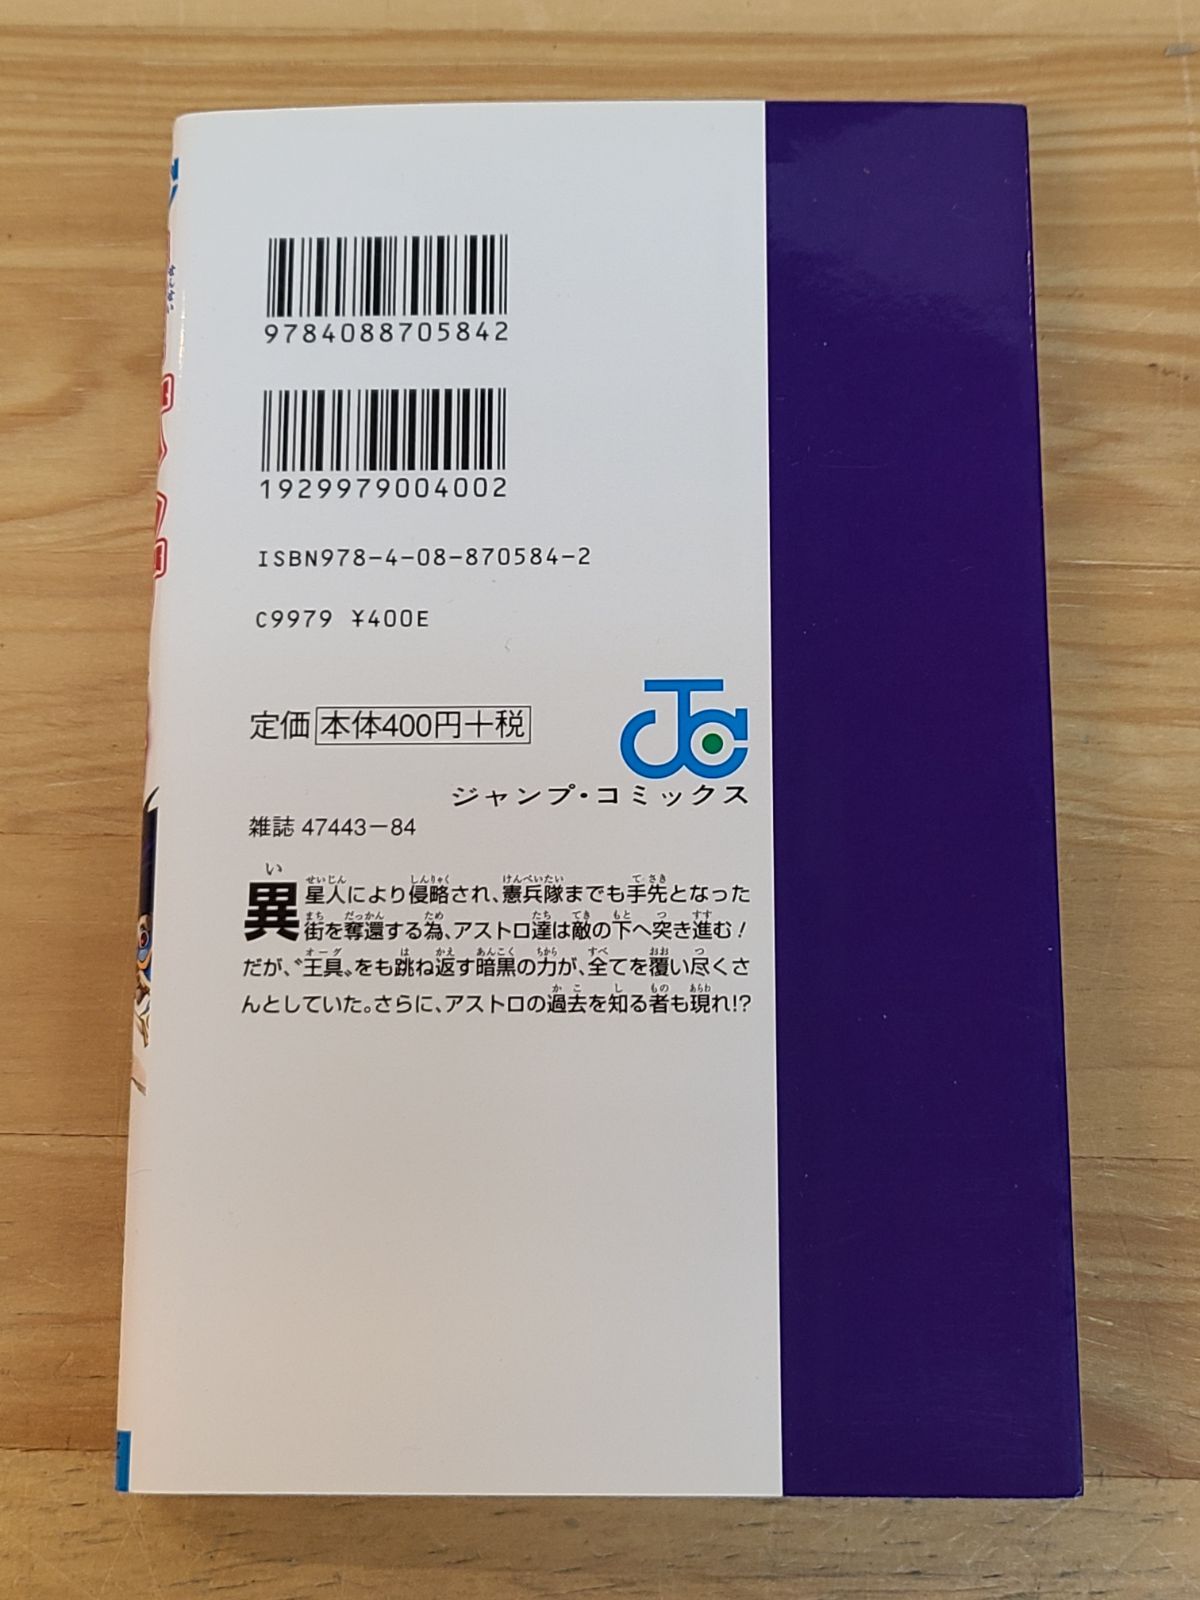 9784088705842
1929979004002
ISBN978-4-08-870584-2
C9979 ¥400E
定価 本体400円+税
ジャンプ・コミックス
雑誌 47443-84
異星人により侵略され、憲兵隊までも手先となった
街を奪還する為、アストロ達は敵の下へ突き進む!
だが、〝王具〟をも跳ね返す暗黒の力が、全てを覆い尽くさ
んとしていた。さらに、アストロの過去を知る者も現れ!?